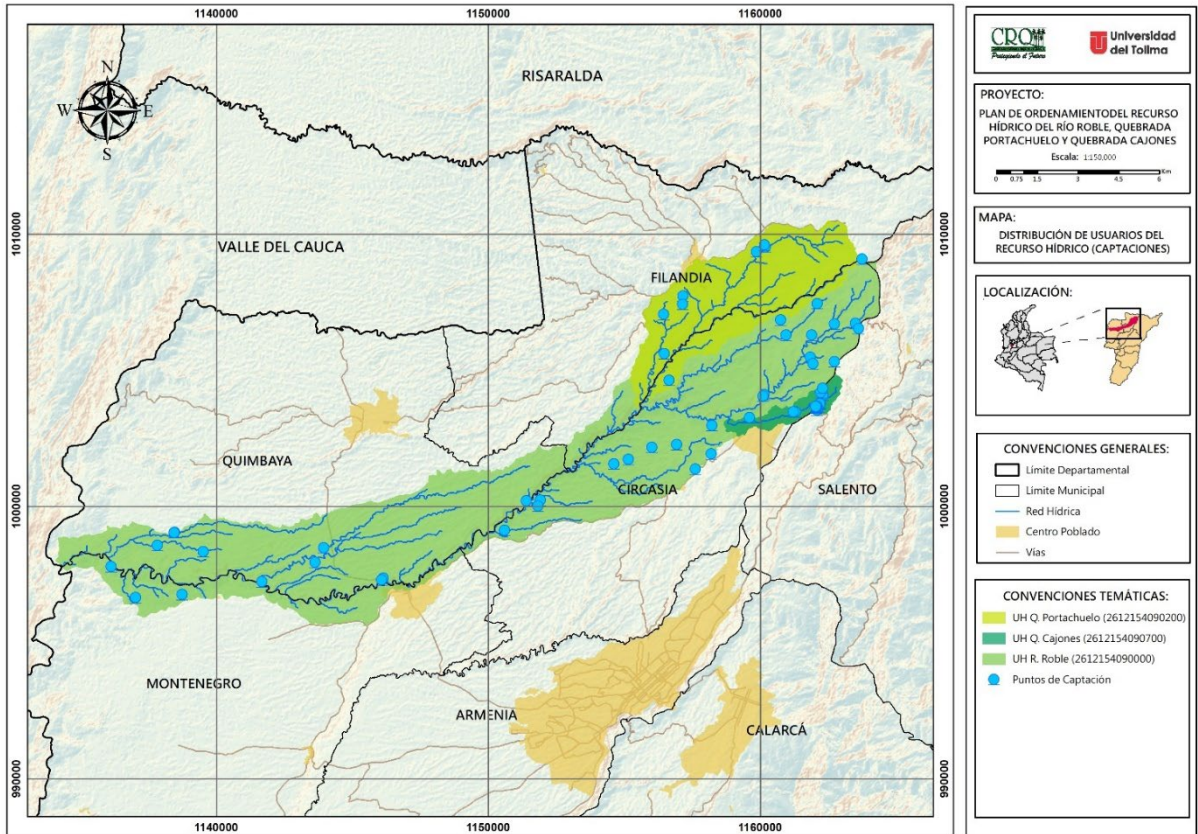 1140000
1150000
1160000
N
W
E
S
RISARALDA
1010000
1010000
VALLE DEL CAUCA
FILANDIA
QUIMBAYA
CIRCASIA
SALENTO
1000000
1000000
MONTENEGRO
ARMENIA
CALARCÁ
990000
990000
1140000
1150000
1160000
CRQ
Protegiendo el Futuro
Universidad
del Tolima
PROYECTO:
PLAN DE ORDENAMIENTODEL RECURSO
HÍDRICO DEL RÍO ROBLE, QUEBRADA
PORTACHUELO Y QUEBRADA CAJONES
Escala: 1:150,000
0 0.75 1.5 3 4.5 6
Km
MAPA:
DISTRIBUCIÓN DE USUARIOS DEL
RECURSO HÍDRICO (CAPTACIONES)
LOCALIZACIÓN:
CONVENCIONES GENERALES:
Límite Departamental
Límite Municipal
Red Hídrica
Centro Poblado
Vías
CONVENCIONES TEMÁTICAS:
UH Q. Portachuelo (2612154090200)
UH Q. Cajones (2612154090700)
UH R. Roble (2612154090000)
Puntos de Captación